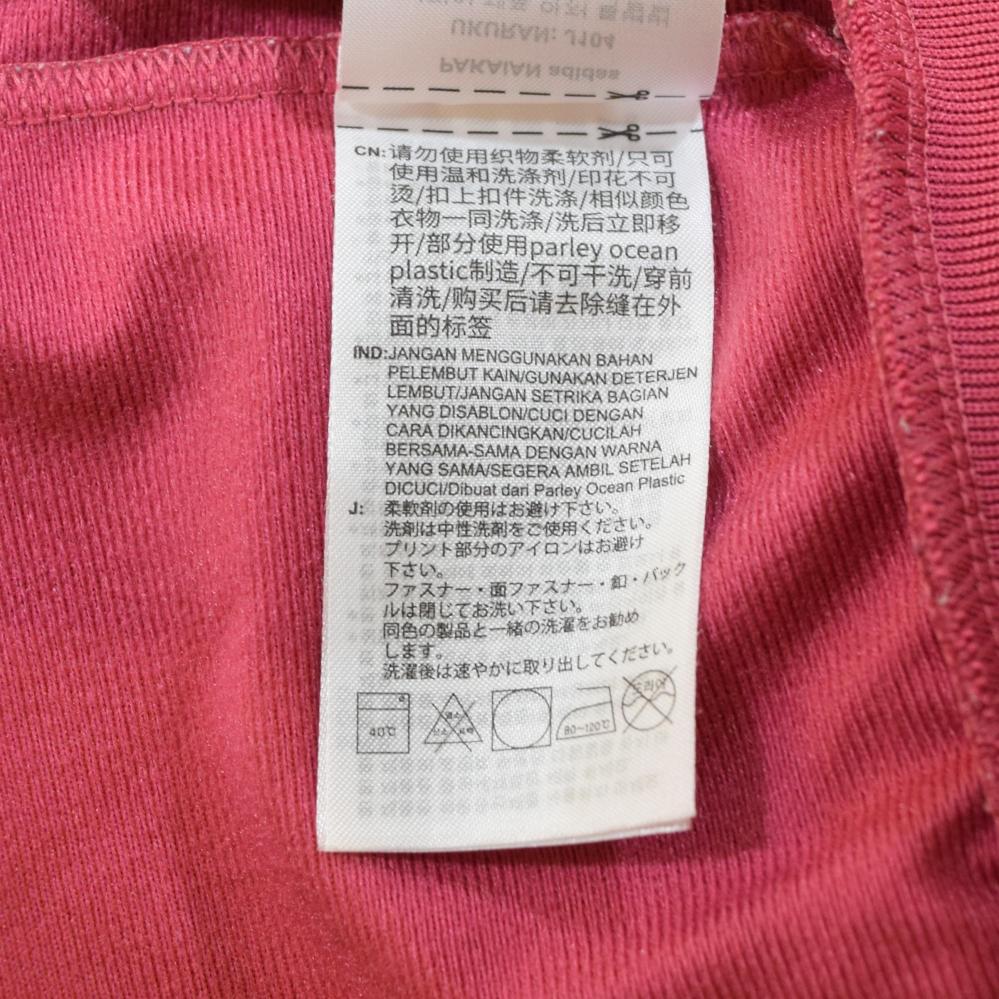 UKURAN: J104
PAKAIAN adidas
CN:请勿使用织物柔软剂/只可
使用温和洗涤剂/印花不可
烫/扣上扣件洗涤/相似颜色
衣物一同洗涤/洗后立即移
开/部分使用parley ocean
plastic制造/不可干洗/穿前
清洗/购买后请去除缝在外
面的标签
IND:JANGAN MENGGUNAKAN BAHAN
PELEMBUT KAIN/GUNAKAN DETERJEN
LEMBUT/JANGAN SETRIKA BAGIAN
YANG DISABLON/CUCI DENGAN
CARA DIKANCINGKAN/CUCILAH
BERSAMA-SAMA DENGAN WARNA
YANG SAMA/SEGERA AMBIL SETELAH
DICUCI/Dibuat dari Parley Ocean Plastic
J: 柔軟剤の使用はお避け下さい。
洗剤は中性洗剤をご使用ください。
プリント部分のアイロンはお避け
下さい。
ファスナー・面ファスナー・釦・バック
ルは閉じてお洗い下さい。
同色の製品と一緒の洗濯をお勧め
します。
洗濯後は速やかに取り出してください。
40℃ 염소 산소 표백 80~120℃ 드라이